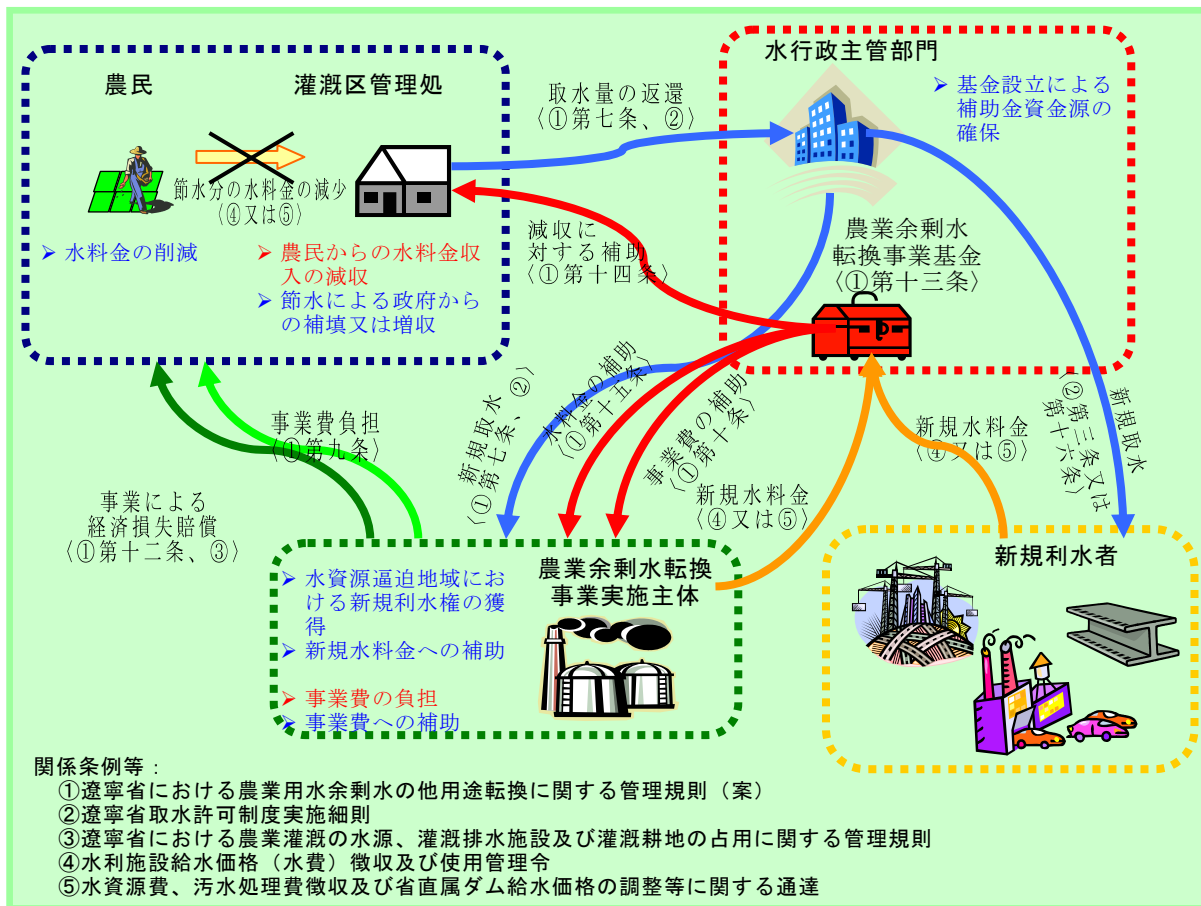 農民
灌漑区管理処
節水分の水料金の減少
〈④又は⑤〉
➢ 水料金の削減
➢ 農民からの水料金収
入の減収
➢ 節水による政府から
の補填又は増収
取水量の返還
〈①第七条、②〉
水行政主管部門
➢ 基金設立による
補助金資金源の
確保
減収に
対する補助
〈①第十四条〉
農業余剰水
転換事業基金
〈①第十三条〉
事業費負担
〈①第九条〉
事業による
経済損失賠償
〈①第十二条、③〉
新規取水
〈①第七条、②〉
水料金の補助
〈①第十五条〉
事業費の補助
〈①第十条〉
新規水料金
〈④又は⑤〉
新規水料金
〈④又は⑤〉
新規取水
〈②第三条又は
第十六条〉
➢ 水資源逼迫地域にお
ける新規利水権の獲
得
➢ 新規水料金への補助
➢ 事業費の負担
➢ 事業費への補助
農業余剰水転換
事業実施主体
新規利水者
関係条例等：
①遼寧省における農業用水余剰水の他用途転換に関する管理規則（案）
②遼寧省取水許可制度実施細則
③遼寧省における農業灌漑の水源、灌漑排水施設及び灌漑耕地の占用に関する管理規則
④水利施設給水価格（水費）徴収及び使用管理令
⑤水資源費、汚水処理費徴収及び省直属ダム給水価格の調整等に関する通達